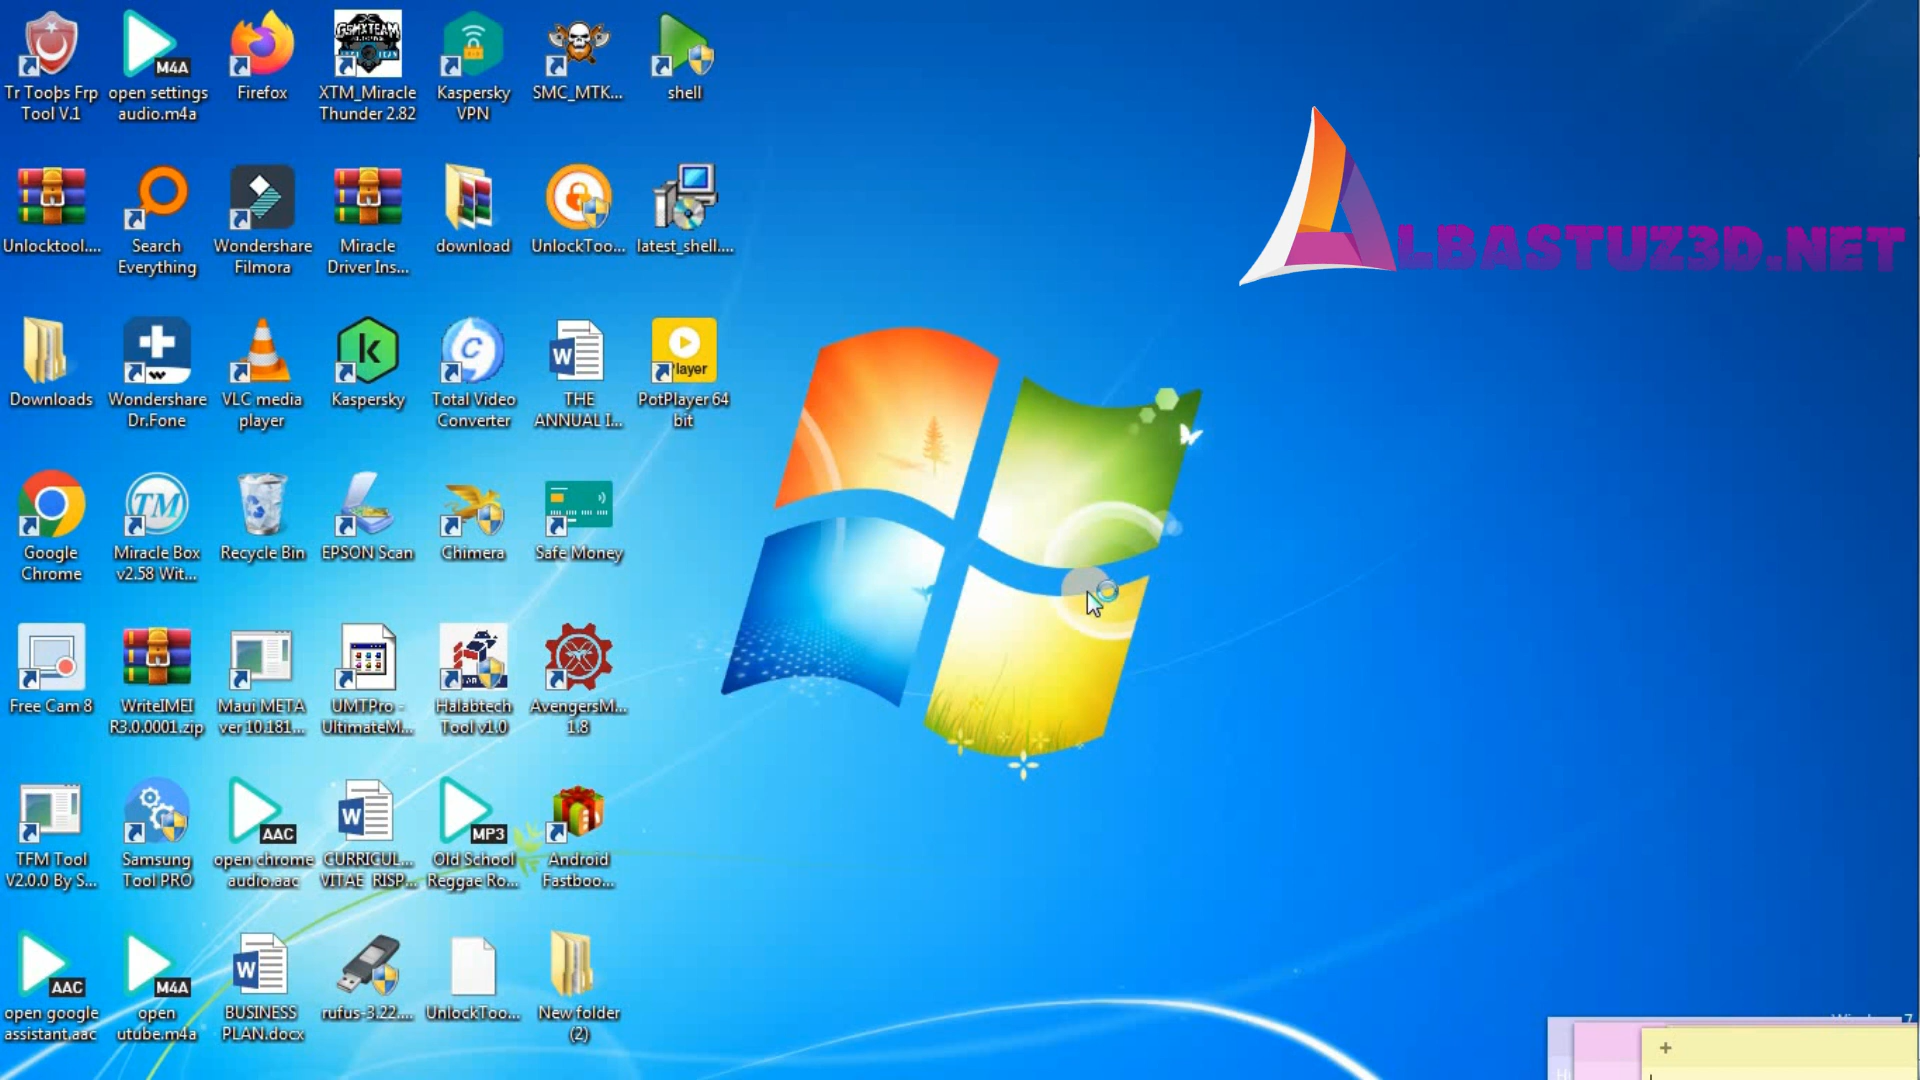 Tr Tools Frp
Tool V.1
M4A
open settings
audio.m4a
Firefox
GSMXTEAM
XTM_Miracle
Thunder 2.82
Kaspersky
VPN
SMC_MTK...
shell
Unlocktool....
Search
Everything
Wondershare
Filmora
Miracle
Driver Ins...
download
UnlockToo...
latest_shell....
ALBASTUZ3D.NET
Downloads
Wondershare
Dr.Fone
VLC media
player
k
Kaspersky
C
Total Video
Converter
W
THE
ANNUAL I...
Player
PotPlayer 64
bit
Google
Chrome
TM
Miracle Box
v2.58 Wit...
Recycle Bin
EPSON Scan
Chimera
Safe Money
Free Cam 8
WriteIMEI
R3.0.0001.zip
Maui META
ver 10.181...
UMTPro -
UltimateM...
Halabtech
Tool v1.0
AvengersM...
1.8
TFM Tool
V2.0.0 By S...
Samsung
Tool PRO
AAC
open chrome
audio.aac
W
CURRICUL...
VITAE RISP...
MP3
Old School
Reggae Ro...
Android
Fastboo...
AAC
open google
assistant.aac
M4A
open
utube.m4a
W
BUSINESS
PLAN.docx
rufus-3.22....
UnlockToo...
New folder
(2)
+